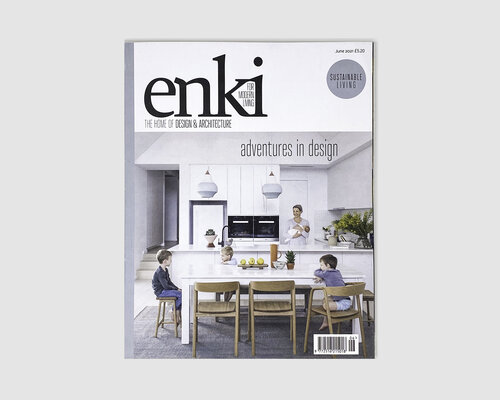 June 2021 £5.20
enki
FOR
MODERN
LIVING
THE HOME OF DESIGN & ARCHITECTURE
SUSTAINABLE
LIVING
adventures in design